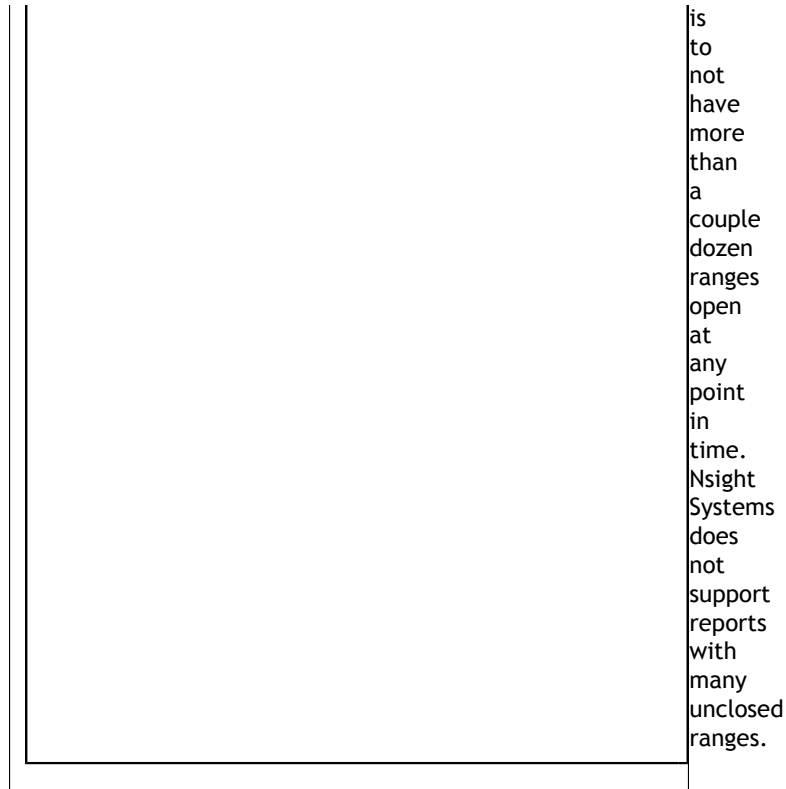 is
to
not
have
more
than
a
couple
dozen
ranges
open
at
any
point
in
time.
Nsight
Systems
does
not
support
reports
with
many
unclosed
ranges.